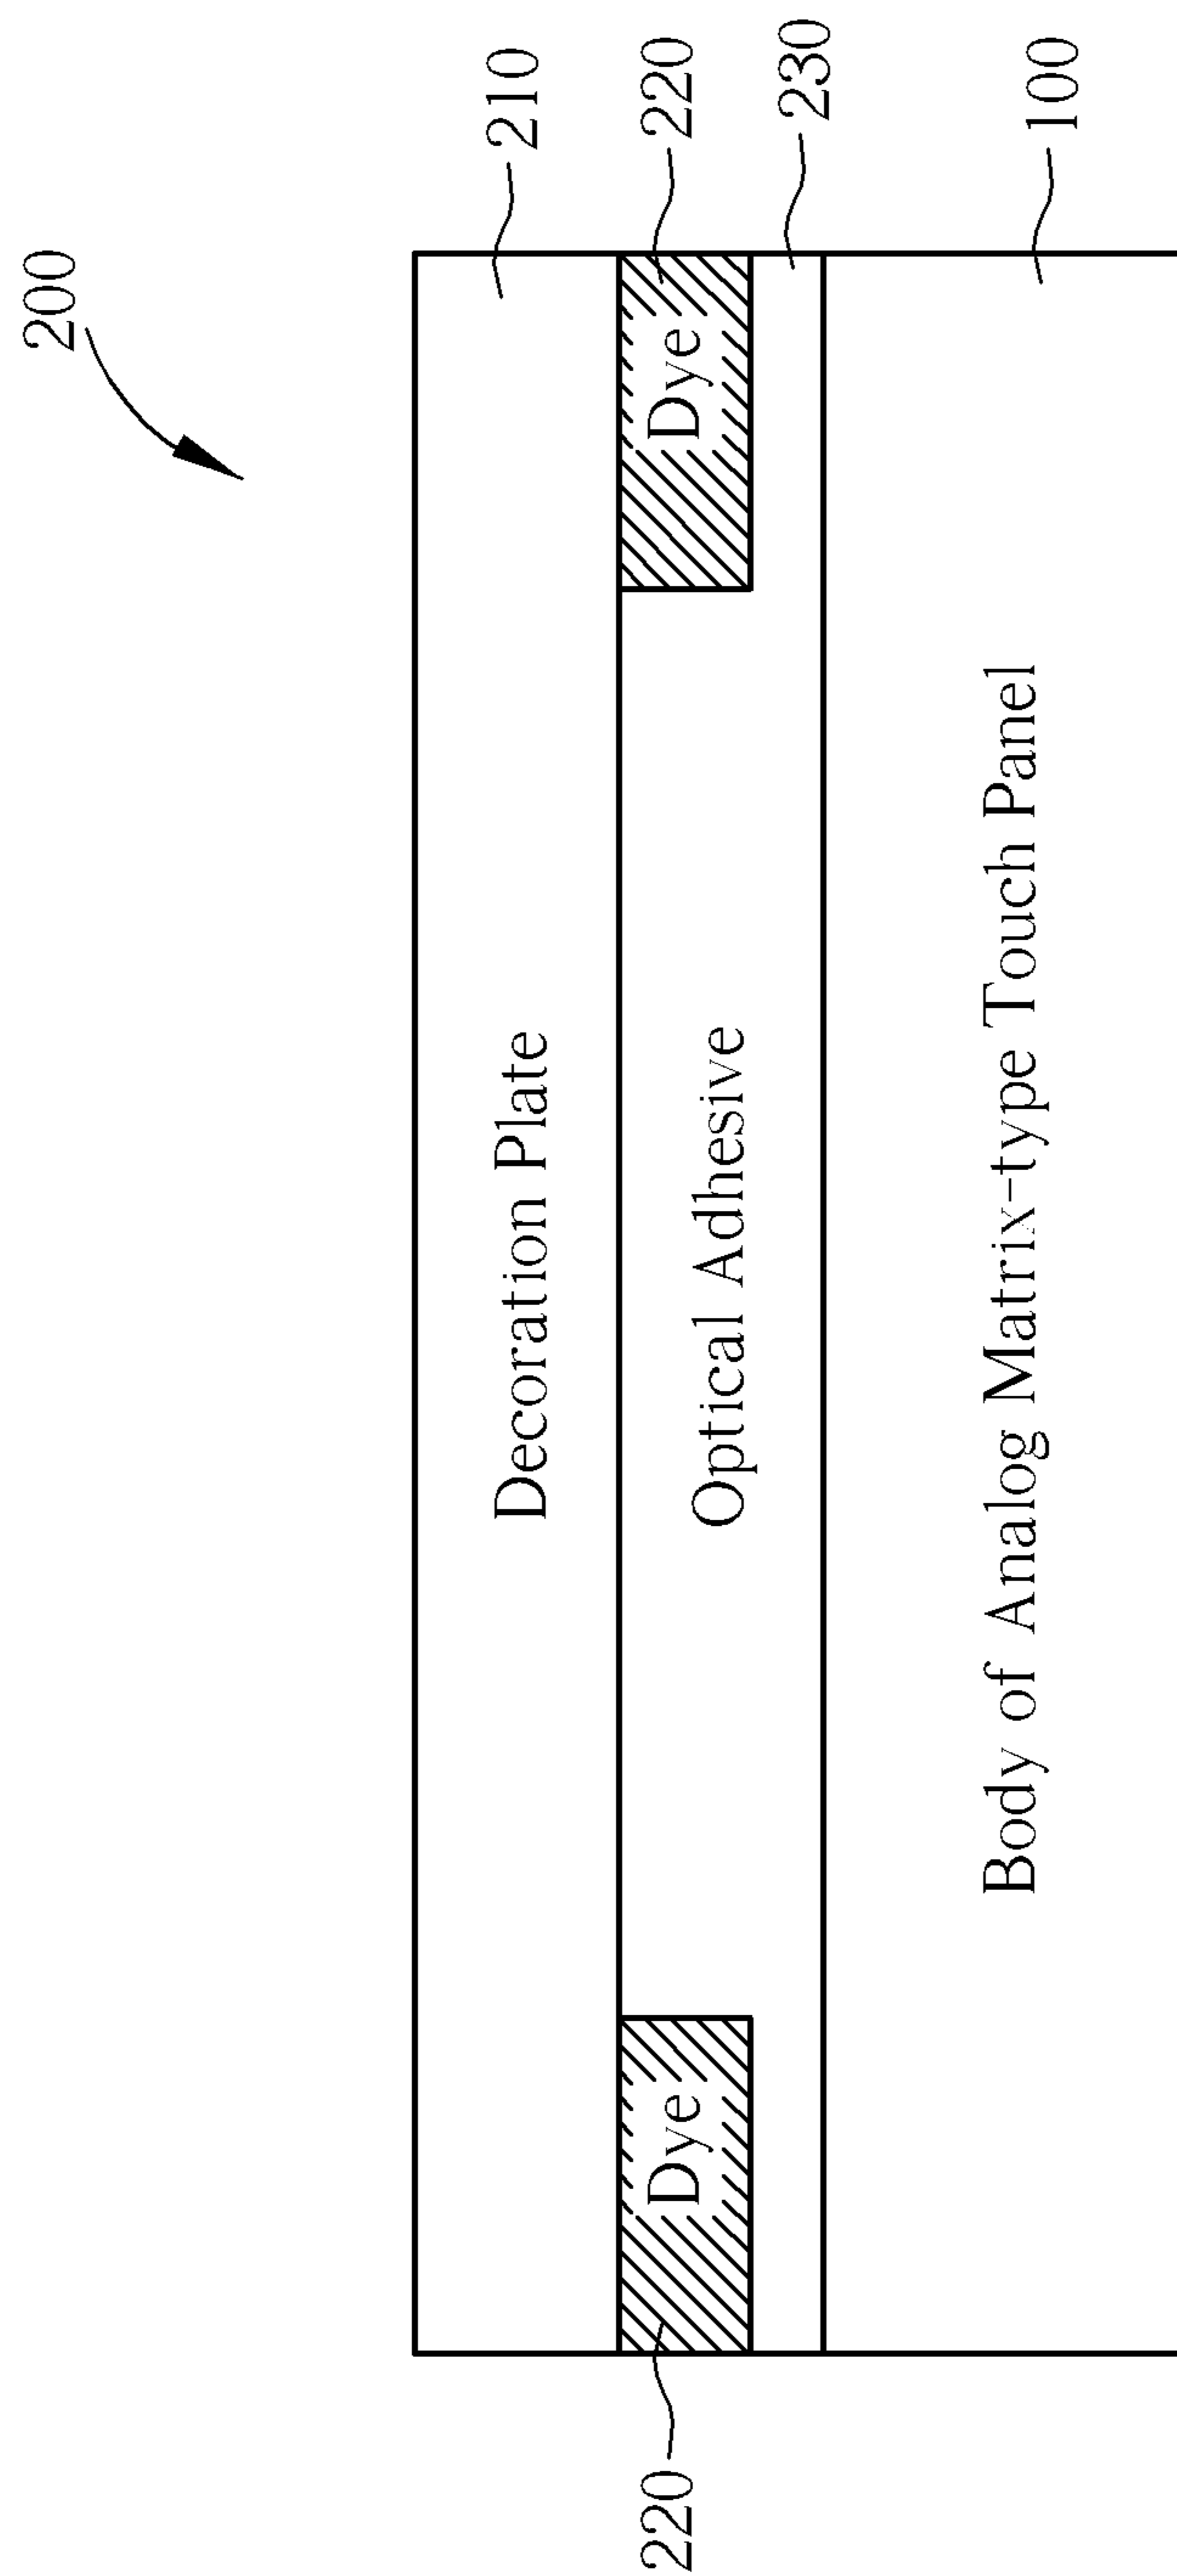 200
Decoration Plate
210
Dye
Dye
220
220
Optical Adhesive
230
Body of Analog Matrix-type Touch Panel
100